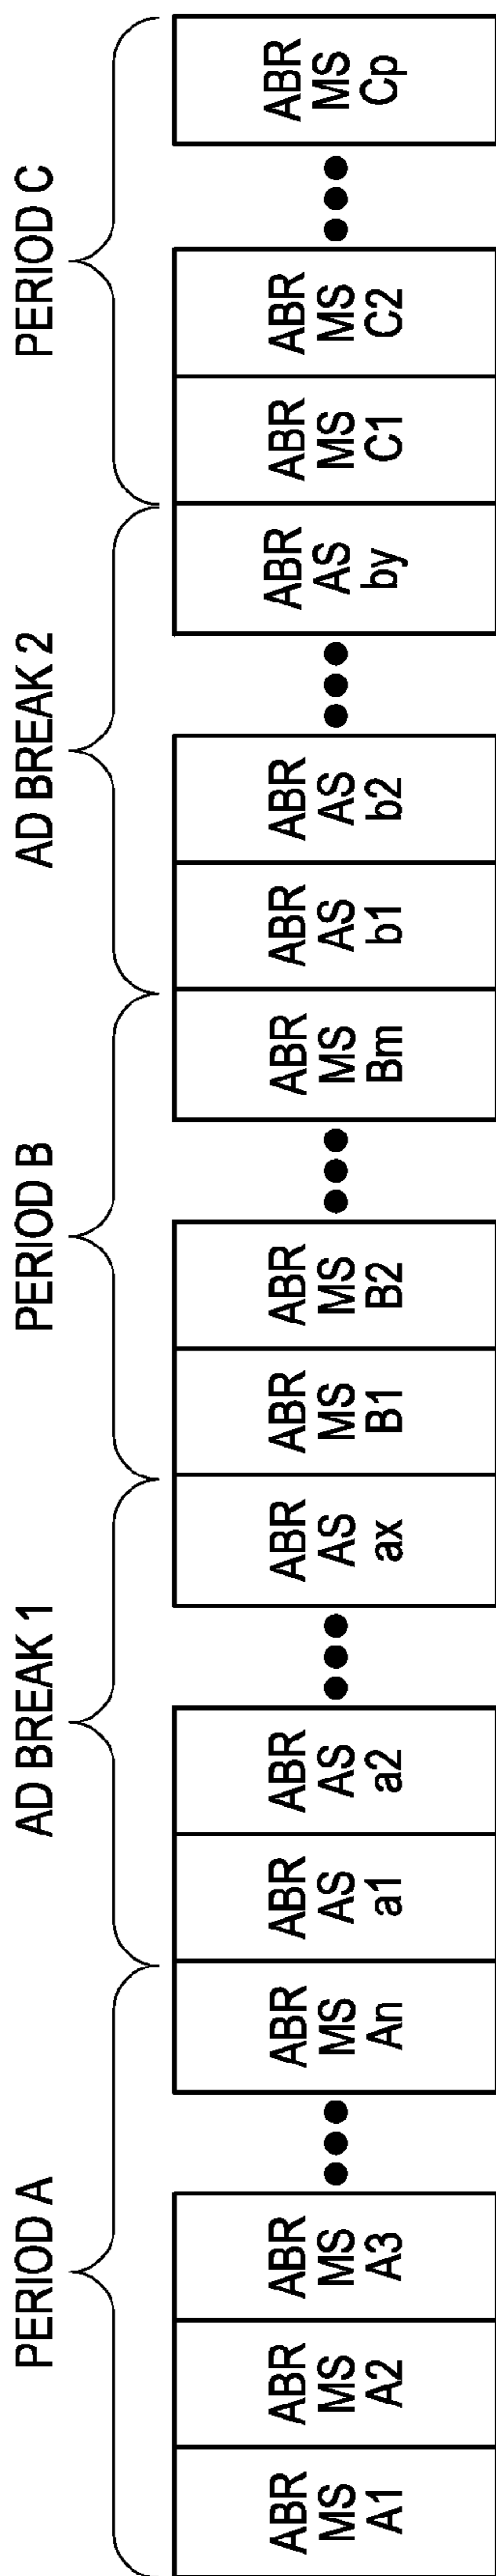 PERIOD A
ABR
MS
A1
ABR
MS
A2
ABR
MS
A3
ABR
MS
An
AD BREAK 1
ABR
AS
a1
ABR
AS
a2
ABR
AS
ax
PERIOD B
ABR
MS
B1
ABR
MS
B2
ABR
MS
Bm
AD BREAK 2
ABR
AS
b1
ABR
AS
b2
ABR
AS
by
PERIOD C
ABR
MS
C1
ABR
MS
C2
ABR
MS
Cp